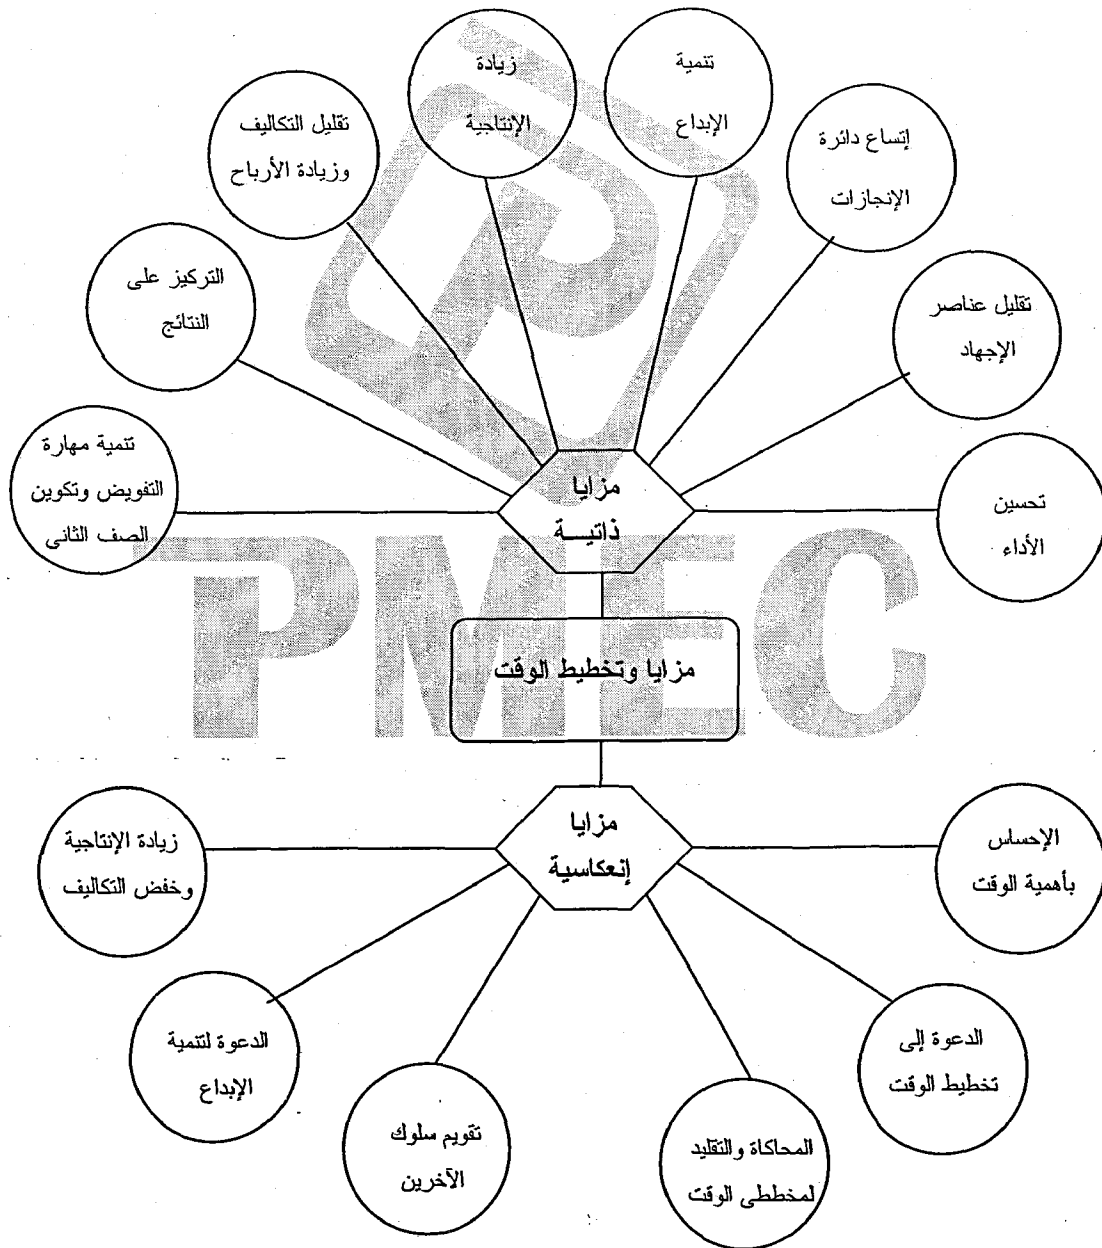 تنمية
الإبداع
زيادة
الإنتاجية
إتساع دائرة
الإنجازات
تقليل التكاليف
وزيادة الأرباح
تقليل عناصر
الإجهاد
التركيز على
النتائج
تحسين
الأداء
تنمية مهارة
التفويض وتكوين
الصف الثانى
مزايا
ذاتيـــة
PMEC
مزايا وتخطيط الوقت
مزايا
إنعكاسية
الإحساس
بأهمية الوقت
زيادة الإنتاجية
وخفض التكاليف
الدعوة إلى
تخطيط الوقت
الدعوة لتنمية
الإبداع
المحاكاة والتقليد
لمخططى الوقت
تقويم سلوك
الآخرين